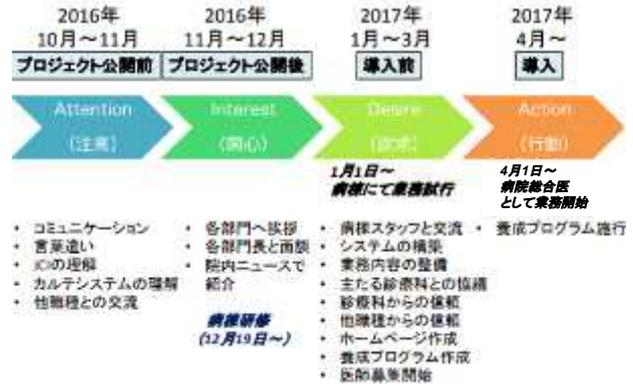 2016年
10月～11月
プロジェクト公開前
2016年
11月～12月
プロジェクト公開後
2017年
1月～3月
導入前
2017年
4月～
導入
Attention
(注意)
Interest
(関心)
Desire
(欲求)
Action
(行動)
1月1日～
病棟にて業務試行
4月1日～
病院総合医
として業務開始
・ コミュニケーション
・ 言葉遣い
・ の理解
・ カルテシステムの理解
・ 他職種との交流
・ 各部門へ挨拶
・ 各部門長と面談
・ 院内ニュースで
紹介
病棟研修
(12月19日～)
・ 病棟スタッフと交流
・ システムの構築
・ 業務内容の整備
・ 主たる診療科との協議
・ 診療科からの信頼
・ 他職種からの信頼
・ ホームページ作成
・ 養成プログラム作成
・ 医師募集開始
・ 養成プログラム施行